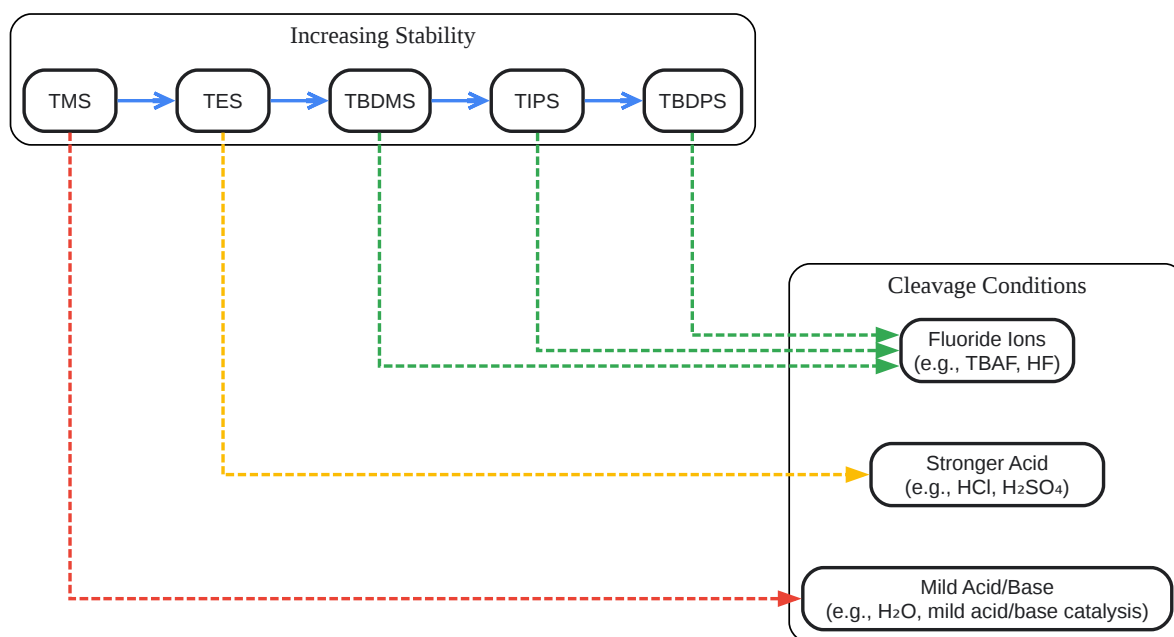 Increasing Stability
TMS
TES
TBDMS
TIPS
TBDPS
Cleavage Conditions
Fluoride Ions
(e.g., TBAF, HF)
Stronger Acid
(e.g., HCl, H₂SO₄)
Mild Acid/Base
(e.g., H₂O, mild acid/base catalysis)